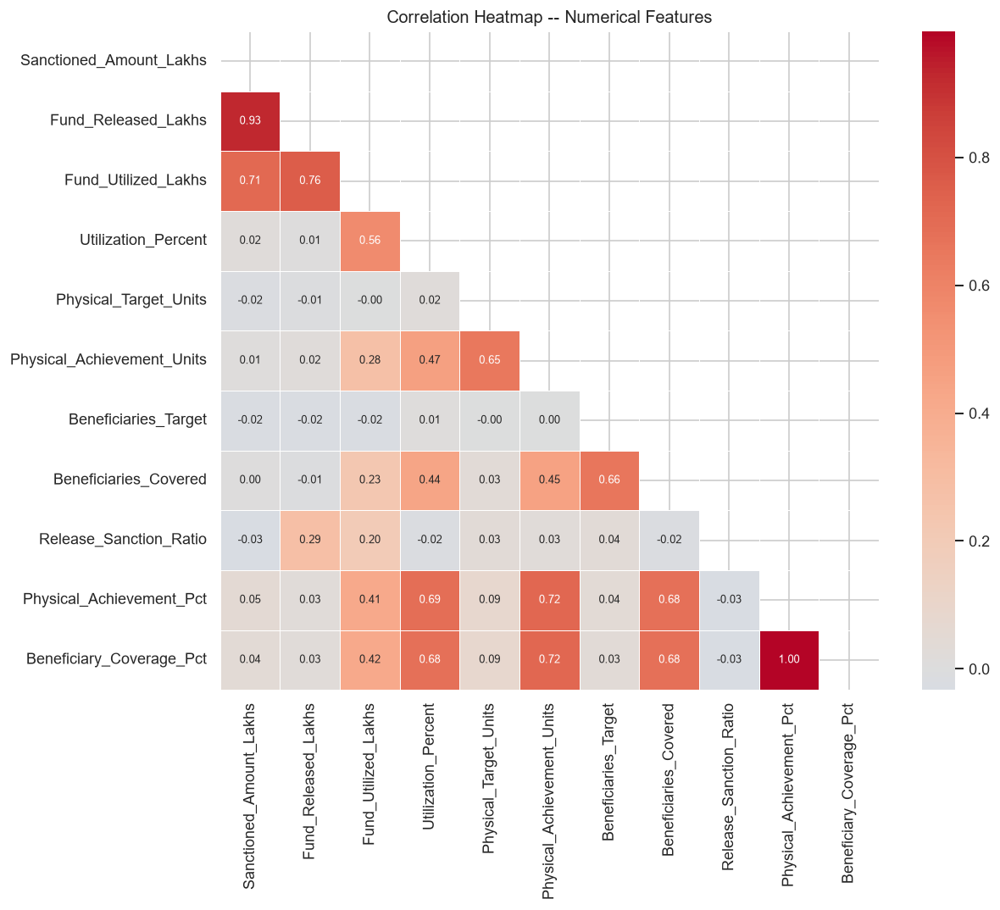 Correlation Heatmap -- Numerical Features
Sanctioned_Amount_Lakhs
Fund_Released_Lakhs 0.93
Fund_Utilized_Lakhs 0.71 0.76
Utilization_Percent 0.02 0.01 0.56
Physical_Target_Units -0.02 -0.01 -0.00 0.02
Physical_Achievement_Units 0.01 0.02 0.28 0.47 0.65
Beneficiaries_Target -0.02 -0.02 -0.02 0.01 -0.00 0.00
Beneficiaries_Covered 0.00 -0.01 0.23 0.44 0.03 0.45 0.66
Release_Sanction_Ratio -0.03 0.29 0.20 -0.02 0.03 0.03 0.04 -0.02
Physical_Achievement_Pct 0.05 0.03 0.41 0.69 0.09 0.72 0.04 0.68 -0.03
Beneficiary_Coverage_Pct 0.04 0.03 0.42 0.68 0.09 0.72 0.03 0.68 -0.03 1.00
Sanctioned_Amount_Lakhs
Fund_Released_Lakhs
Fund_Utilized_Lakhs
Utilization_Percent
Physical_Target_Units
Physical_Achievement_Units
Beneficiaries_Target
Beneficiaries_Covered
Release_Sanction_Ratio
Physical_Achievement_Pct
Beneficiary_Coverage_Pct
0.8
0.6
0.4
0.2
0.0